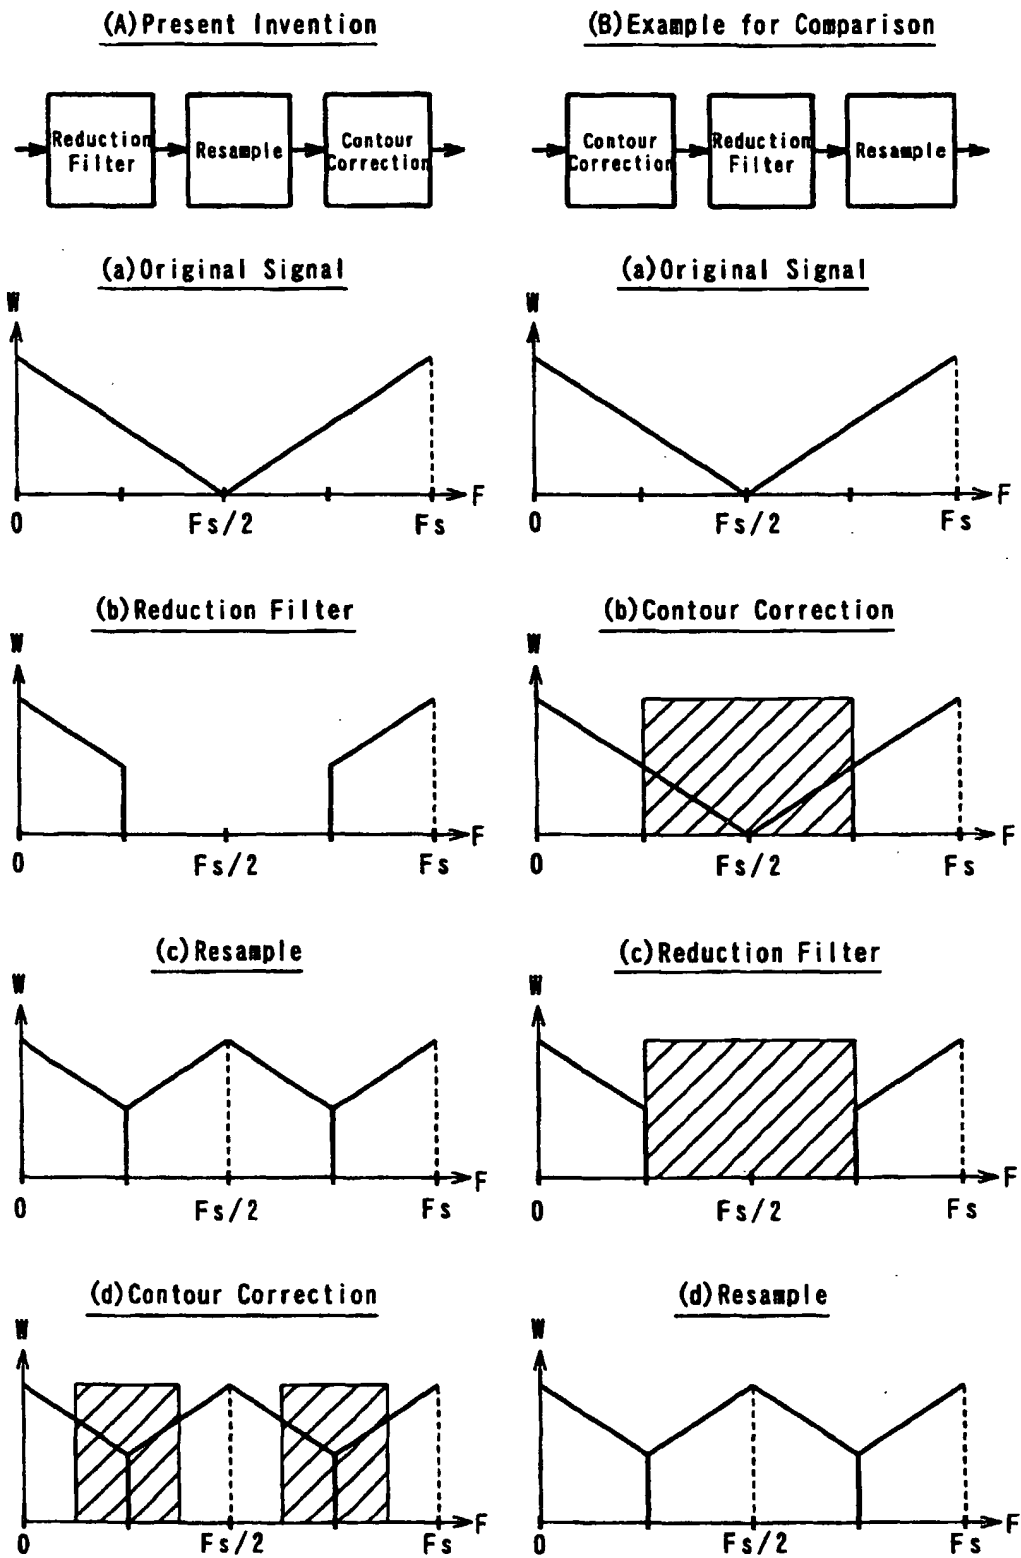 (A)Present Invention
(B)Example for Comparison
Reduction
Filter
Resample
Contour
Correction
Contour
Correction
Reduction
Filter
Resample
(a)Original Signal
W
F
0
Fs/2
Fs
(a)Original Signal
W
F
0
Fs/2
Fs
(b)Reduction Filter
W
F
0
Fs/2
Fs
(b)Contour Correction
W
F
0
Fs/2
Fs
(c)Resample
W
F
0
Fs/2
Fs
(c)Reduction Filter
W
F
0
Fs/2
Fs
(d)Contour Correction
W
F
0
Fs/2
Fs
(d)Resample
W
F
0
Fs/2
Fs